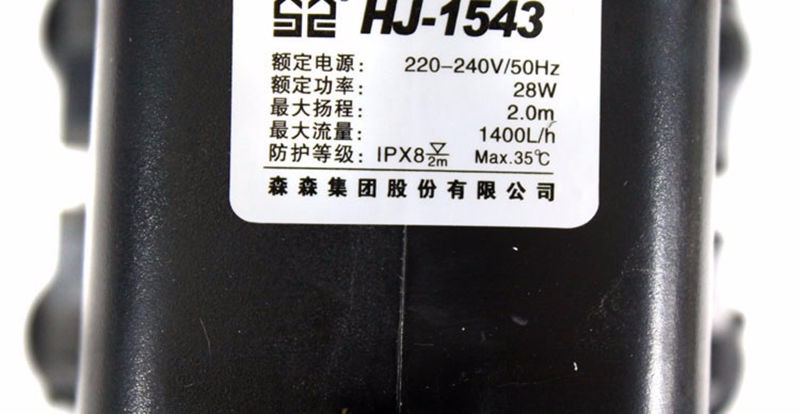 HJ-1543
额定电源: 220-240V/50Hz
额定功率: 28W
最大扬程: 2.0m
最大流量: 1400L/h
防护等级: IPX8 2m Max.35℃
森森集团股份有限公司